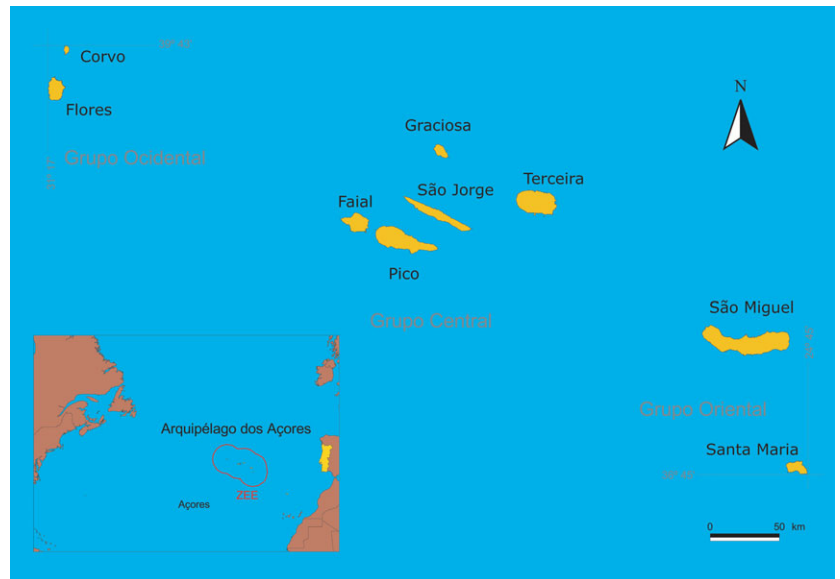 Corvo
Flores
Grupo Ocidental
Graciosa
N
São Jorge
Terceira
Faial
Pico
Grupo Central
São Miguel
Grupo Oriental
Santa Maria
Arquipélago dos Açores
ZEE
Açores
0 50 km